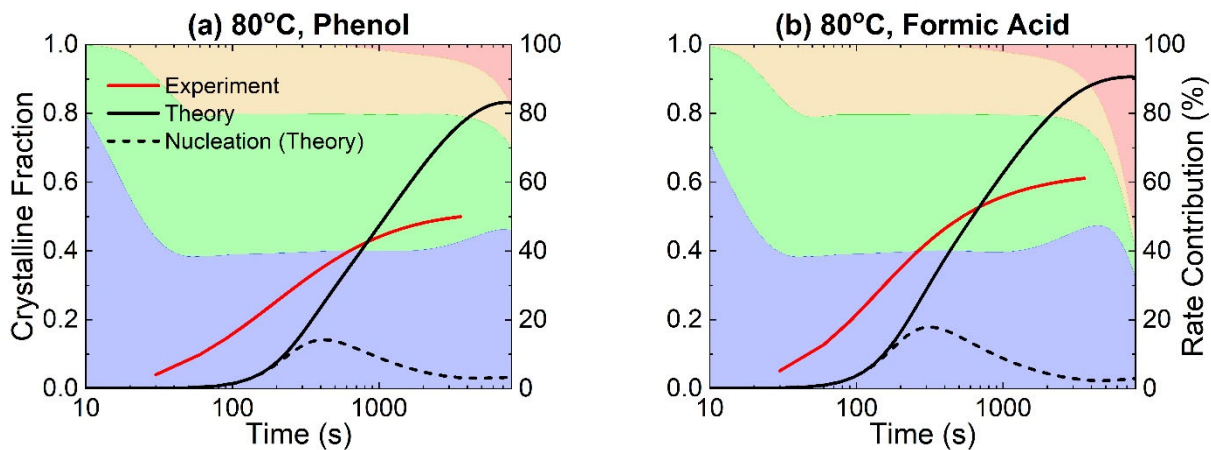 (a) 80°C, Phenol
1.0
0.8
0.6
0.4
0.2
0.0
Crystalline Fraction
Experiment
Theory
Nucleation (Theory)
100
80
60
40
20
0
10 100 1000
Time (s)
(b) 80°C, Formic Acid
1.0
0.8
0.6
0.4
0.2
0.0
100
80
60
40
20
0
Rate Contribution (%)
10 100 1000
Time (s)